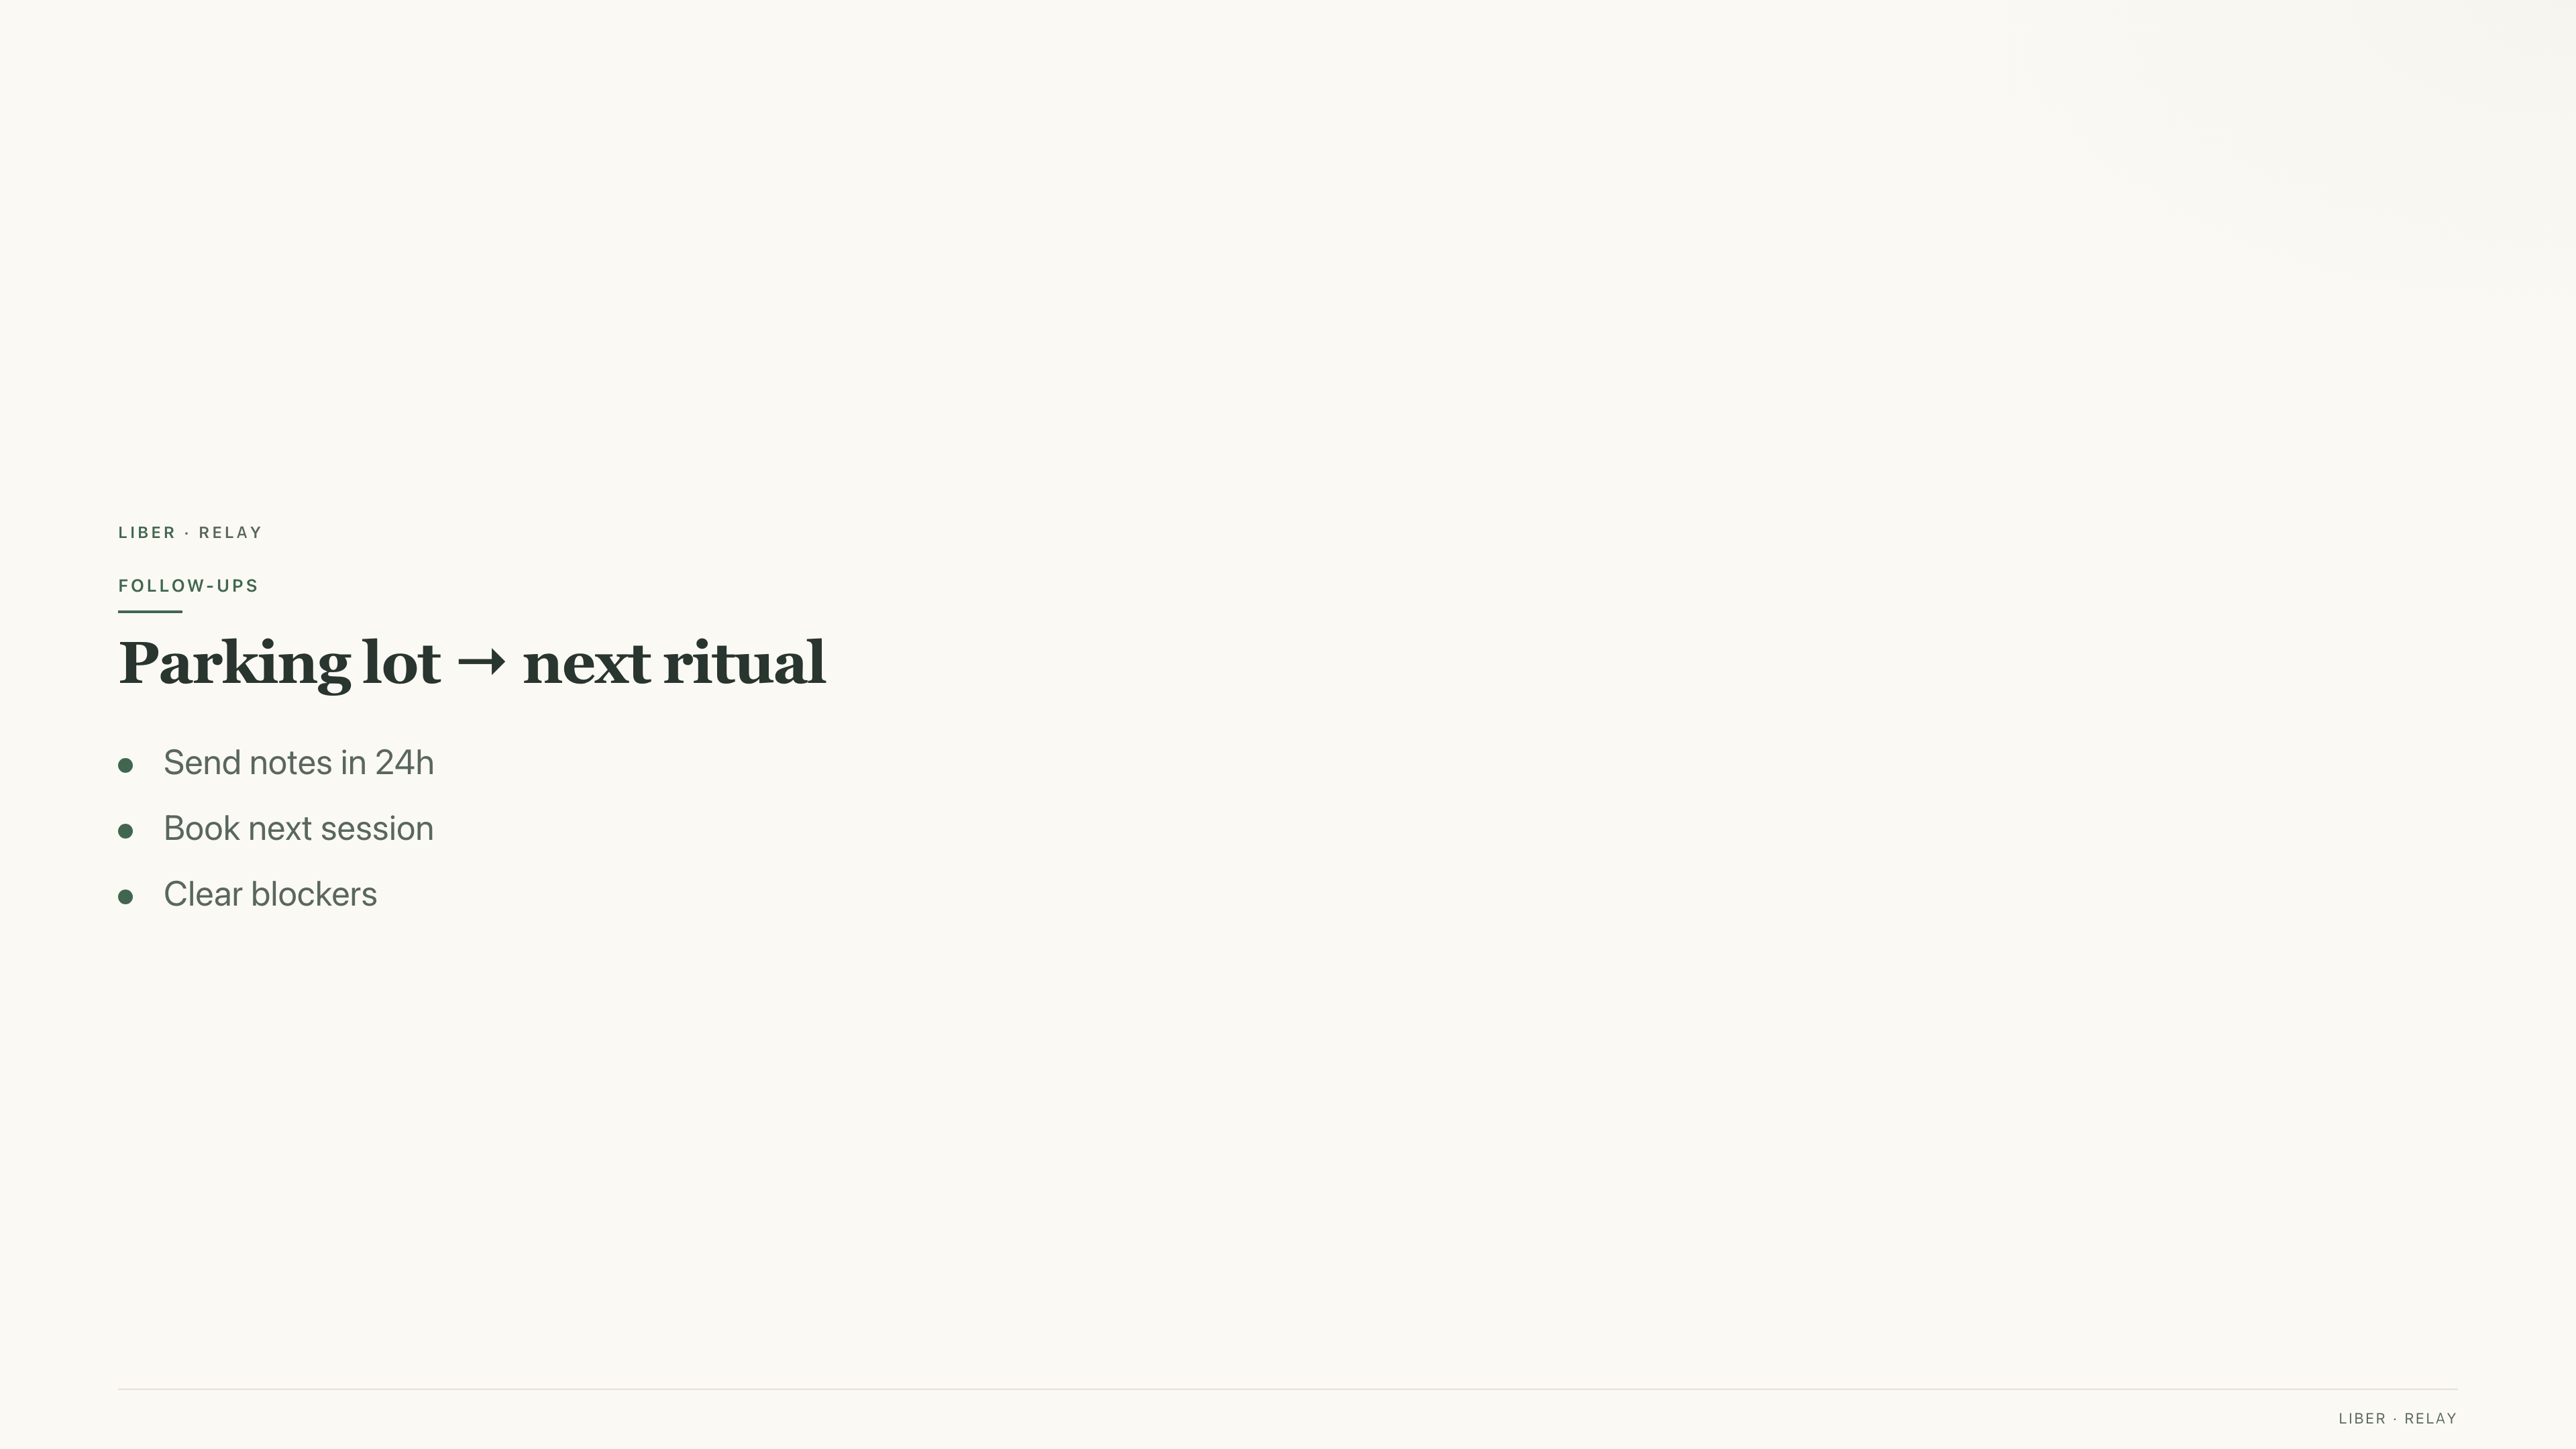 LIBER · RELAY
FOLLOW-UPS
Parking lot → next ritual
● Send notes in 24h
● Book next session
● Clear blockers
LIBER · RELAY